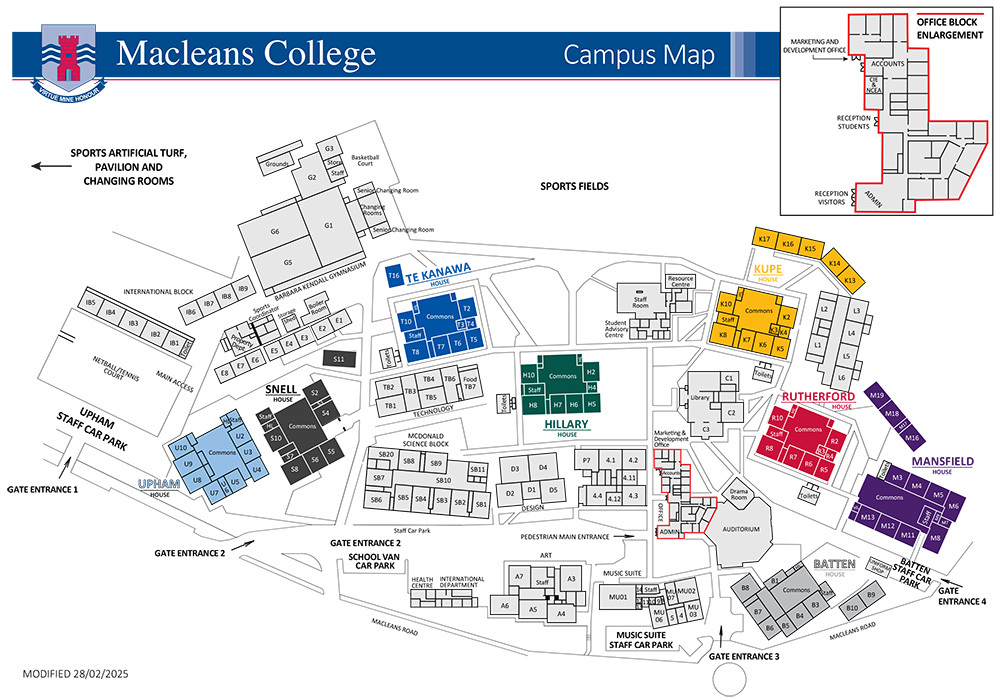 Macleans College
Campus Map
VIRTUE MINE HONOUR
OFFICE BLOCK
ENLARGEMENT
MARKETING AND
DEVELOPMENT OFFICE
ACCOUNTS
CIE
&
NCEA
RECEPTION
STUDENTS
RECEPTION
VISITORS
ADMIN
SPORTS ARTIFICIAL TURF,
PAVILION AND
CHANGING ROOMS
SPORTS FIELDS
Grounds
G3
Store
Staff
G2
Basketball
Court
Senior Changing Room
Changing
Rooms
Senior Changing Room
G1
G6
G5
BARBARA KENDALL GYMNASIUM
INTERNATIONAL BLOCK
IB9
IB8
IB7
IB6
IB5
IB4
IB3
IB2
IB1
Toilets
NETBALL/TENNIS
COURT
MAIN ACCESS
Sports
Coordinator
Storage
Shed
Boiler
Room
Property
Dept
E1
E2
E3
E4
E5
E6
E7
E8
T16
TE KANAWA
HOUSE
Commons
T10
Staff
T8
T7
T6
T5
T4
T3
T2
Toilets
S11
SNELL
HOUSE
S2
S4
Staff
Commons
S10
S5
S6
S7
S8
UPHAM
HOUSE
Staff
U10
U9
U8
U7
U5
U4
U3
U2
Commons
UPHAM
STAFF CAR PARK
GATE ENTRANCE 1
GATE ENTRANCE 2
GATE ENTRANCE 2
SCHOOL VAN
CAR PARK
Staff Car Park
TB2
TB1
TB3
TB4
TB5
TB6
Food
TB7
TECHNOLOGY
Toilets
HILLARY
HOUSE
H10
Commons
H2
H4
Staff
H8
H7
H6
H5
MCDONALD
SCIENCE BLOCK
SB20
SB8
SB9
SB11
SB7
SB10
SB6
SB5
SB4
SB3
SB2
SB1
D3
D4
D2
D1
D5
DESIGN
P7
4.1
4.2
4.11
4.4
4.12
4.3
Resource
Centre
Staff
Room
Student
Advisory
Centre
KUPE
HOUSE
K17
K16
K15
K14
K13
K10
Commons
Staff
K2
K3
K4
K8
K7
K6
K5
Toilets
L2
L3
L4
L1
L5
L6
Library
C1
C2
C3
RUTHERFORD
HOUSE
R10
Commons
Staff
R2
R3
R4
R8
R7
R6
R5
Toilets
M19
M18
M17
M16
MANSFIELD
HOUSE
Toilets
M3
M4
M5
M6
M7
M8
Commons
Staff
M13
M12
M11
Marketing &
Development
Office
Accounts
OFFICE
ADMIN
Drama
Room
AUDITORIUM
PEDESTRIAN MAIN ENTRANCE
ART
A7
Staff
A3
A6
A5
A4
HEALTH
CENTRE
INTERNATIONAL
DEPARTMENT
MUSIC SUITE
MU01
Staff
MU02
MU
07
MU
06
5
4
MU
03
MUSIC SUITE
STAFF CAR PARK
BATTEN
HOUSE
B8
B1
Commons
B7
B6
B5
B4
B3
Staff
B10
B9
UNIFORM
SHOP
BATTEN
STAFF CAR
PARK
GATE
ENTRANCE 4
GATE ENTRANCE 3
MACLEANS ROAD
MACLEANS ROAD
MODIFIED 28/02/2025